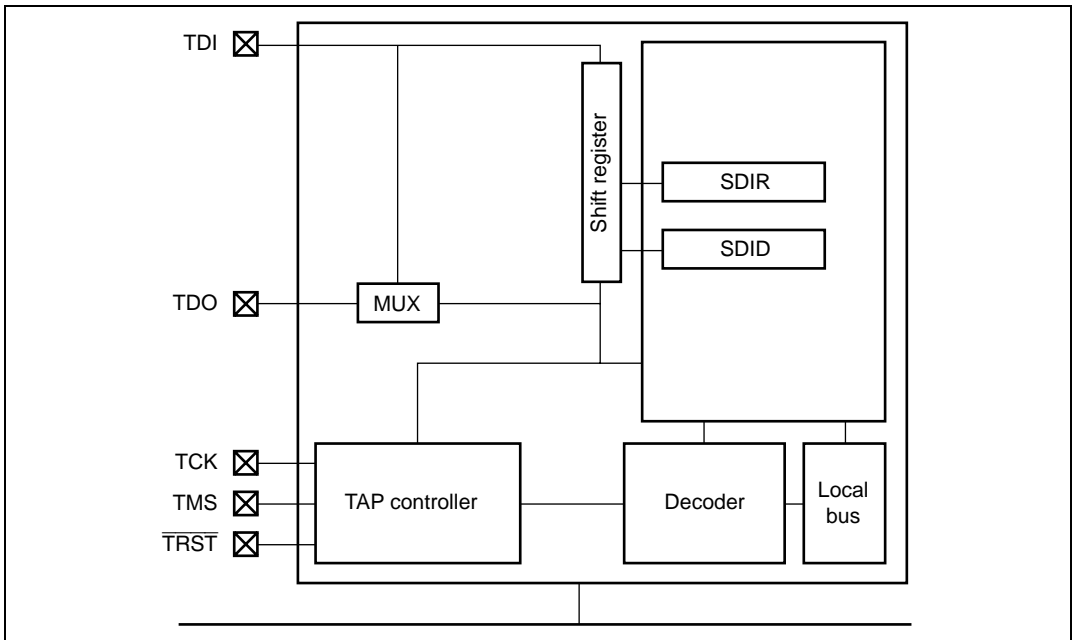 TDI
Shift register
SDIR
SDID
TDO
MUX
TCK
TMS
TRST
TAP controller
Decoder
Local
bus